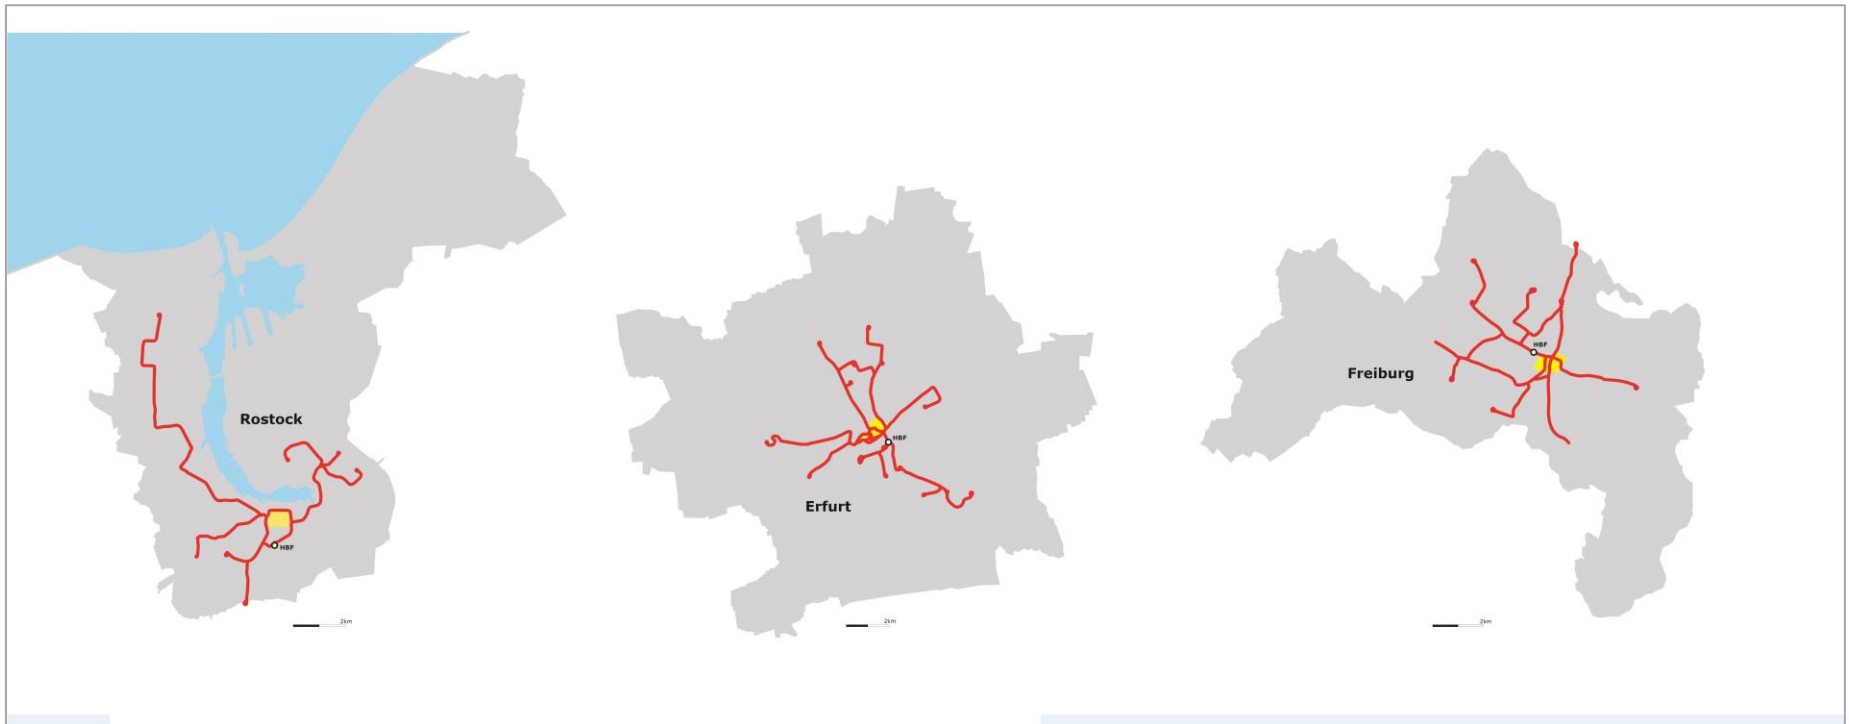 Rostock
HBF
2km
Erfurt
HBF
2km
Freiburg
HBF
2km